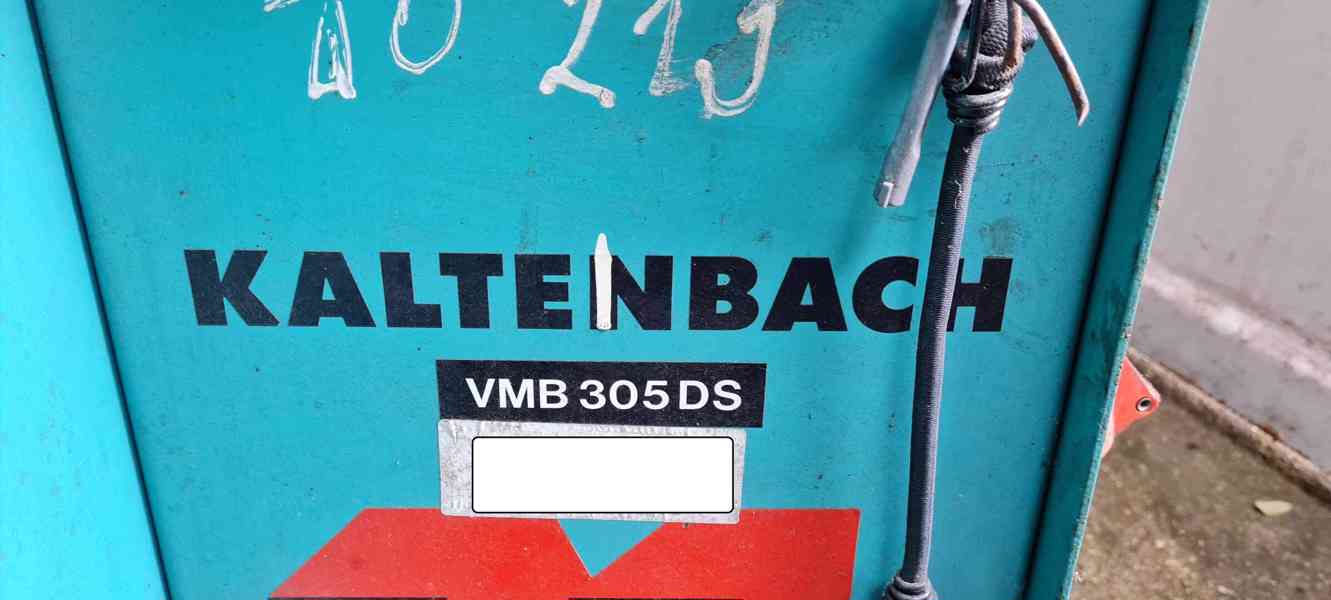 KALTENBACH
VMB 305 DS